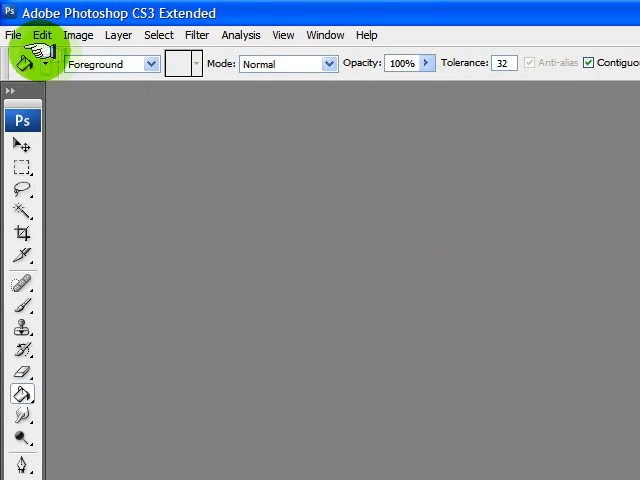 Ps Adobe Photoshop CS3 Extended
File Edit Image Layer Select Filter Analysis View Window Help
Foreground Mode: Normal Opacity: 100% Tolerance: 32 Anti-alias Contiguou
Ps